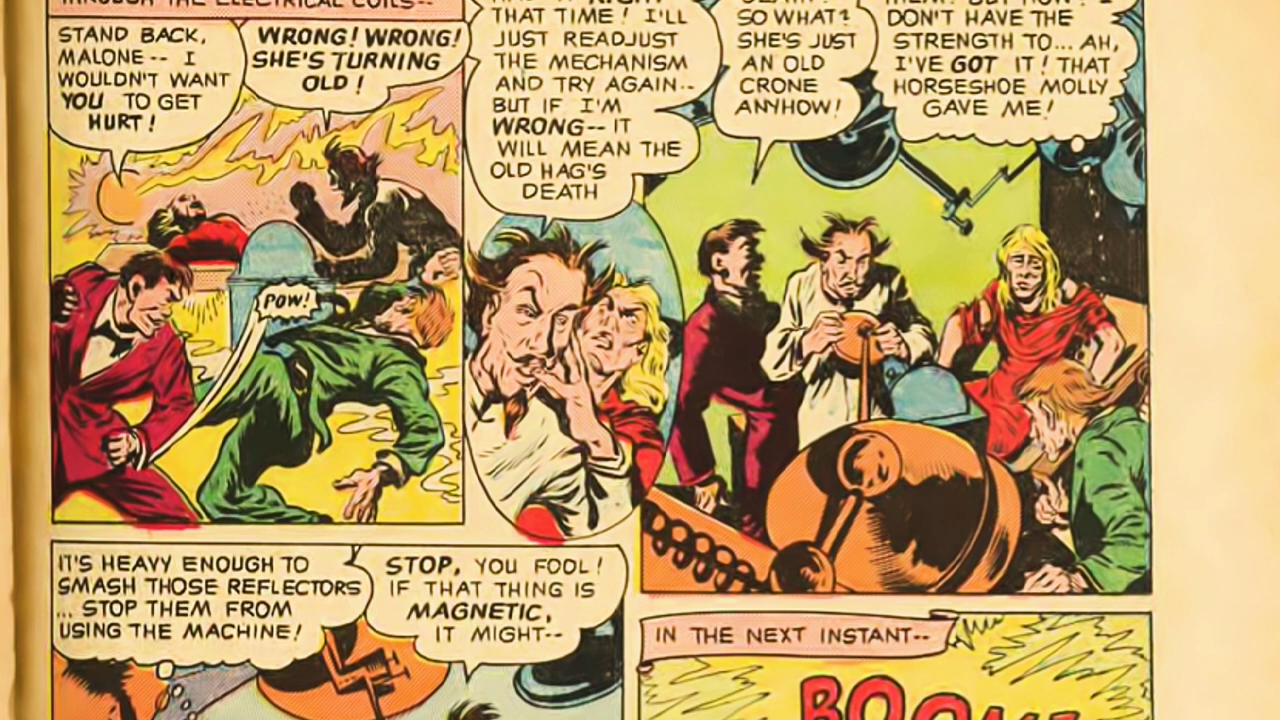 THROUGH THE ELECTRICAL COILS--
STAND BACK,
MALONE-- I
WOULDN'T WANT
YOU TO GET
HURT!
WRONG! WRONG!
SHE'S TURNING
OLD!
POW!
THAT TIME! I'LL
JUST READJUST
THE MECHANISM
AND TRY AGAIN--
BUT IF I'M
WRONG-- IT
WILL MEAN THE
OLD HAG'S
DEATH
SO WHAT?
SHE'S JUST
AN OLD
CRONE
ANYHOW!
DON'T HAVE THE
STRENGTH TO... AH,
I'VE GOT IT! THAT
HORSESHOE MOLLY
GAVE ME!
IT'S HEAVY ENOUGH TO
SMASH THOSE REFLECTORS
... STOP THEM FROM
USING THE MACHINE!
STOP, YOU FOOL!
IF THAT THING IS
MAGNETIC,
IT MIGHT--
IN THE NEXT INSTANT--